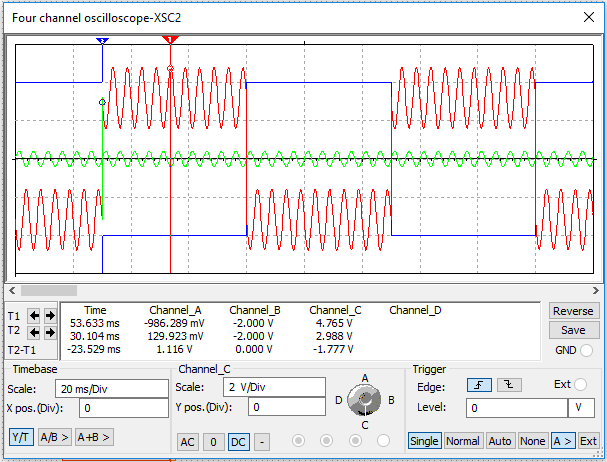 Four channel oscilloscope-XSC2
2 1
Time Channel_A Channel_B Channel_C Channel_D
T1 53.633 ms -986.289 mV -2.000 V 4.765 V
T2 30.104 ms 129.923 mV -2.000 V 2.988 V
T2-T1 -23.529 ms 1.116 V 0.000 V -1.777 V
Reverse
Save
GND
Timebase
Scale: 20 ms/Div
X pos.(Div): 0
Y/T A/B > A+B >
Channel_C
Scale: 2 V/Div
Y pos.(Div): 0
A
D B
C
AC 0 DC -
Trigger
Edge: Ext
Level: 0 V
Single Normal Auto None A > Ext